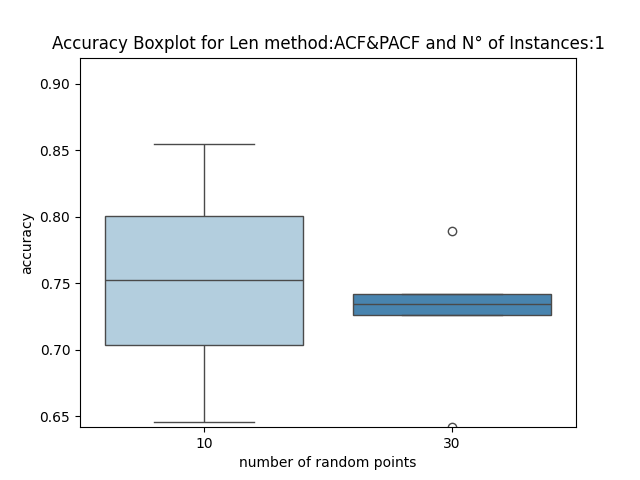 Accuracy Boxplot for Len method:ACF&PACF and N° of Instances:1
0.90
0.85
0.80
0.75
0.70
0.65
accuracy
10 30
number of random points